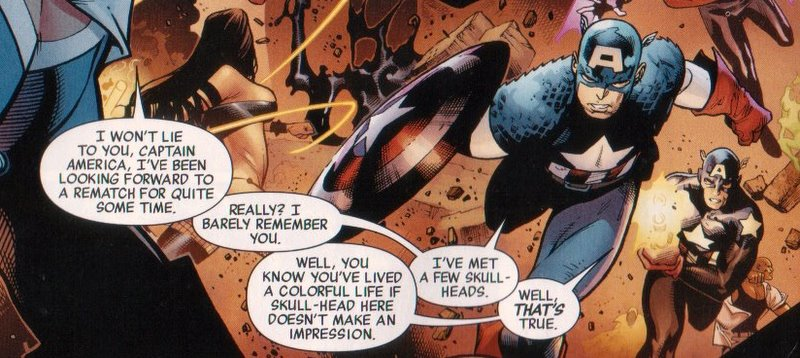 I WON'T LIE
TO YOU, CAPTAIN
AMERICA, I'VE BEEN
LOOKING FORWARD TO
A REMATCH FOR QUITE
SOME TIME.
REALLY? I
BARELY REMEMBER
YOU.
I'VE MET
A FEW SKULL-
HEADS.
WELL, YOU
KNOW YOU'VE LIVED
A COLORFUL LIFE IF
SKULL-HEAD HERE
DOESN'T MAKE AN
IMPRESSION.
WELL,
THAT'S
TRUE.
A